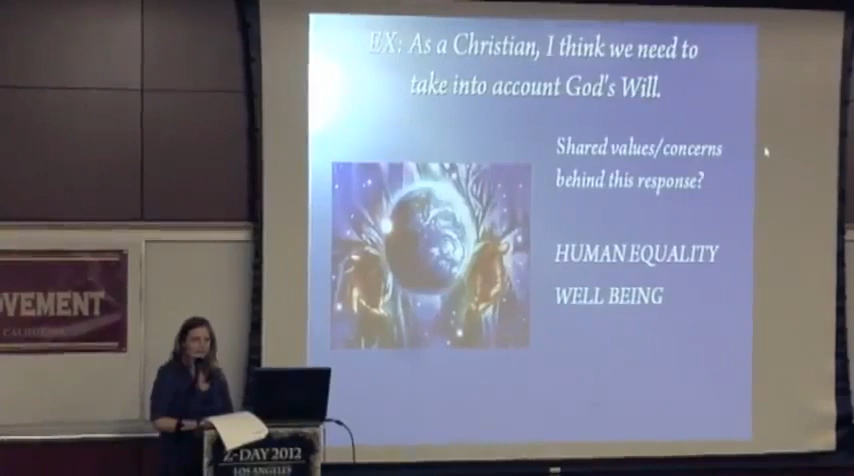 EX: As a Christian, I think we need to
take into account God's Will.
Shared values/concerns
behind this response?
HUMAN EQUALITY
WELL BEING
Z-DAY 2012
LOS ANGELES